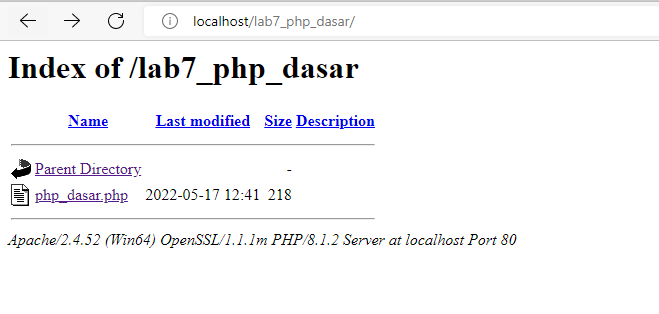 localhost/lab7_php_dasar/
Index of /lab7_php_dasar
Name Last modified Size Description
Parent Directory -
php_dasar.php 2022-05-17 12:41 218
Apache/2.4.52 (Win64) OpenSSL/1.1.1m PHP/8.1.2 Server at localhost Port 80